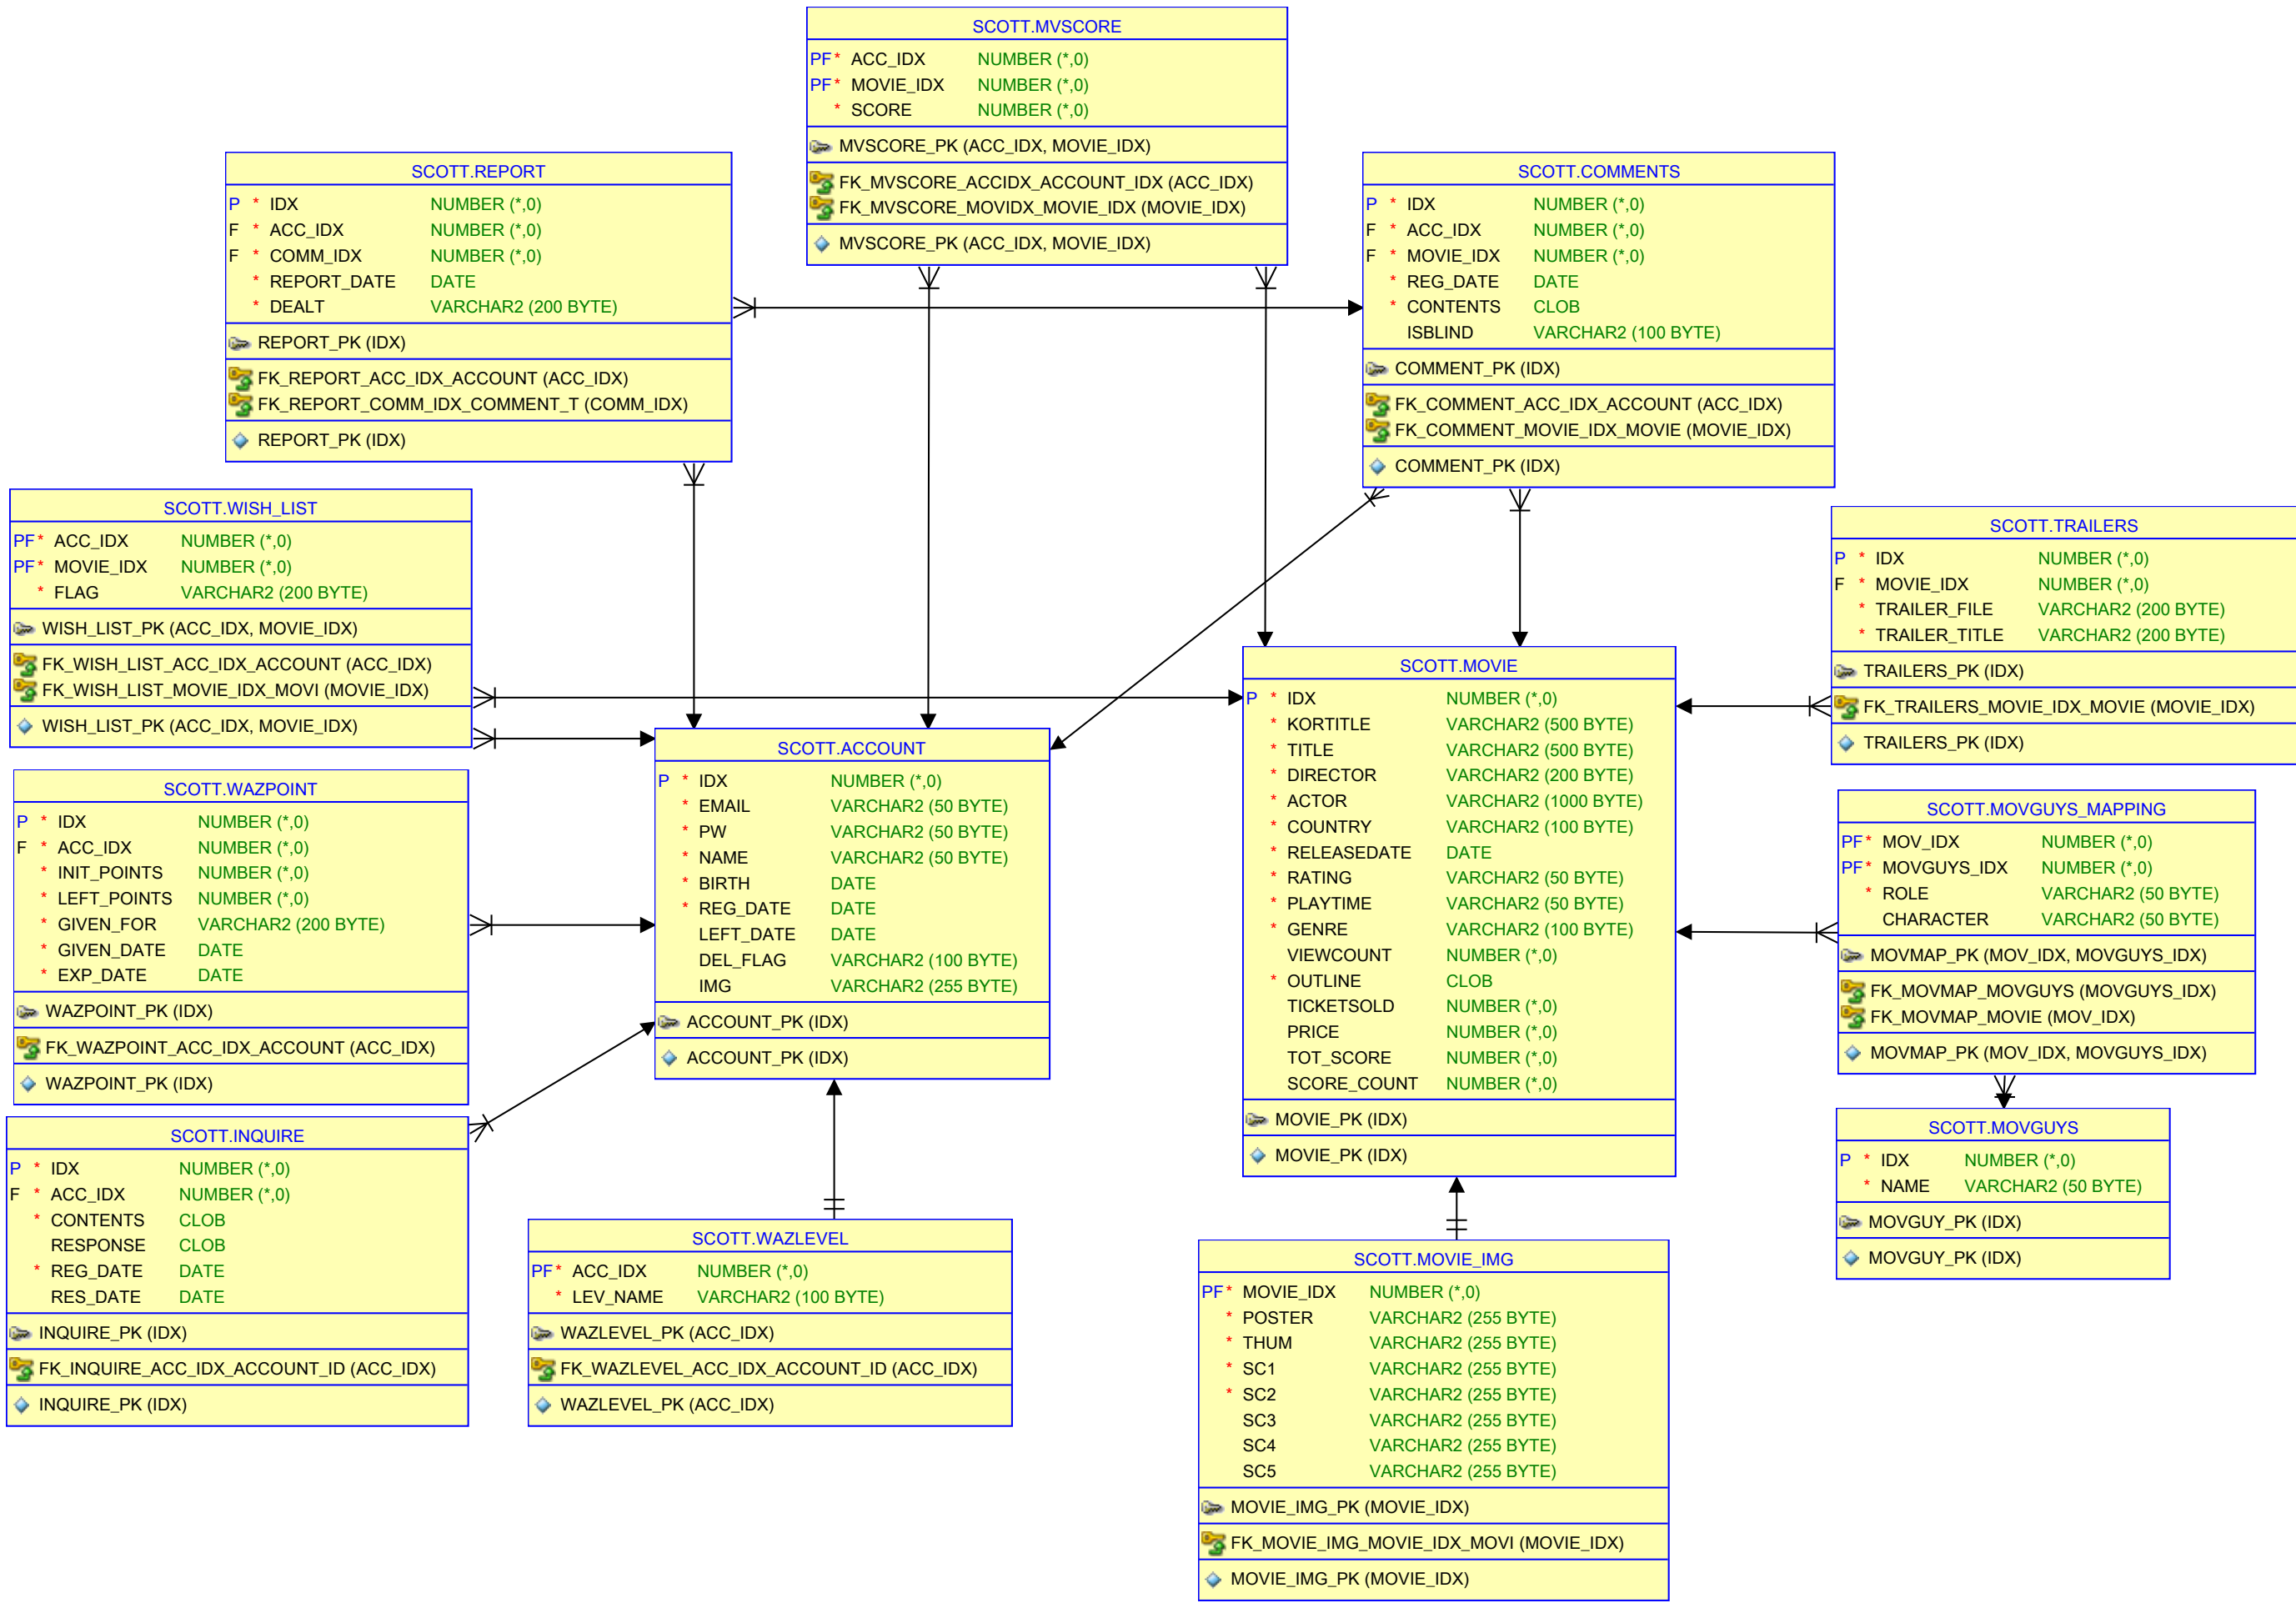 SCOTT.MVSCORE
PF* ACC_IDX NUMBER (*,0)
PF* MOVIE_IDX NUMBER (*,0)
* SCORE NUMBER (*,0)
MVSCORE_PK (ACC_IDX, MOVIE_IDX)
FK_MVSCORE_ACCIDX_ACCOUNT_IDX (ACC_IDX)
FK_MVSCORE_MOVIDX_MOVIE_IDX (MOVIE_IDX)
MVSCORE_PK (ACC_IDX, MOVIE_IDX)
SCOTT.REPORT
P * IDX NUMBER (*,0)
F * ACC_IDX NUMBER (*,0)
F * COMM_IDX NUMBER (*,0)
* REPORT_DATE DATE
* DEALT VARCHAR2 (200 BYTE)
REPORT_PK (IDX)
FK_REPORT_ACC_IDX_ACCOUNT (ACC_IDX)
FK_REPORT_COMM_IDX_COMMENT_T (COMM_IDX)
REPORT_PK (IDX)
SCOTT.COMMENTS
P * IDX NUMBER (*,0)
F * ACC_IDX NUMBER (*,0)
F * MOVIE_IDX NUMBER (*,0)
* REG_DATE DATE
* CONTENTS CLOB
ISBLIND VARCHAR2 (100 BYTE)
COMMENT_PK (IDX)
FK_COMMENT_ACC_IDX_ACCOUNT (ACC_IDX)
FK_COMMENT_MOVIE_IDX_MOVIE (MOVIE_IDX)
COMMENT_PK (IDX)
SCOTT.WISH_LIST
PF* ACC_IDX NUMBER (*,0)
PF* MOVIE_IDX NUMBER (*,0)
* FLAG VARCHAR2 (200 BYTE)
WISH_LIST_PK (ACC_IDX, MOVIE_IDX)
FK_WISH_LIST_ACC_IDX_ACCOUNT (ACC_IDX)
FK_WISH_LIST_MOVIE_IDX_MOVI (MOVIE_IDX)
WISH_LIST_PK (ACC_IDX, MOVIE_IDX)
SCOTT.TRAILERS
P * IDX NUMBER (*,0)
F * MOVIE_IDX NUMBER (*,0)
* TRAILER_FILE VARCHAR2 (200 BYTE)
* TRAILER_TITLE VARCHAR2 (200 BYTE)
TRAILERS_PK (IDX)
FK_TRAILERS_MOVIE_IDX_MOVIE (MOVIE_IDX)
TRAILERS_PK (IDX)
SCOTT.MOVIE
P * IDX NUMBER (*,0)
* KORTITLE VARCHAR2 (500 BYTE)
* TITLE VARCHAR2 (500 BYTE)
* DIRECTOR VARCHAR2 (200 BYTE)
* ACTOR VARCHAR2 (1000 BYTE)
* COUNTRY VARCHAR2 (100 BYTE)
* RELEASEDATE DATE
* RATING VARCHAR2 (50 BYTE)
* PLAYTIME VARCHAR2 (50 BYTE)
* GENRE VARCHAR2 (100 BYTE)
VIEWCOUNT NUMBER (*,0)
* OUTLINE CLOB
TICKETSOLD NUMBER (*,0)
PRICE NUMBER (*,0)
TOT_SCORE NUMBER (*,0)
SCORE_COUNT NUMBER (*,0)
MOVIE_PK (IDX)
MOVIE_PK (IDX)
SCOTT.ACCOUNT
P * IDX NUMBER (*,0)
* EMAIL VARCHAR2 (50 BYTE)
* PW VARCHAR2 (50 BYTE)
* NAME VARCHAR2 (50 BYTE)
* BIRTH DATE
* REG_DATE DATE
LEFT_DATE DATE
DEL_FLAG VARCHAR2 (100 BYTE)
IMG VARCHAR2 (255 BYTE)
ACCOUNT_PK (IDX)
ACCOUNT_PK (IDX)
SCOTT.WAZPOINT
P * IDX NUMBER (*,0)
F * ACC_IDX NUMBER (*,0)
* INIT_POINTS NUMBER (*,0)
* LEFT_POINTS NUMBER (*,0)
* GIVEN_FOR VARCHAR2 (200 BYTE)
* GIVEN_DATE DATE
* EXP_DATE DATE
WAZPOINT_PK (IDX)
FK_WAZPOINT_ACC_IDX_ACCOUNT (ACC_IDX)
WAZPOINT_PK (IDX)
SCOTT.MOVGUYS_MAPPING
PF* MOV_IDX NUMBER (*,0)
PF* MOVGUYS_IDX NUMBER (*,0)
* ROLE VARCHAR2 (50 BYTE)
CHARACTER VARCHAR2 (50 BYTE)
MOVMAP_PK (MOV_IDX, MOVGUYS_IDX)
FK_MOVMAP_MOVGUYS (MOVGUYS_IDX)
FK_MOVMAP_MOVIE (MOV_IDX)
MOVMAP_PK (MOV_IDX, MOVGUYS_IDX)
SCOTT.MOVGUYS
P * IDX NUMBER (*,0)
* NAME VARCHAR2 (50 BYTE)
MOVGUY_PK (IDX)
MOVGUY_PK (IDX)
SCOTT.INQUIRE
P * IDX NUMBER (*,0)
F * ACC_IDX NUMBER (*,0)
* CONTENTS CLOB
RESPONSE CLOB
* REG_DATE DATE
RES_DATE DATE
INQUIRE_PK (IDX)
FK_INQUIRE_ACC_IDX_ACCOUNT_ID (ACC_IDX)
INQUIRE_PK (IDX)
SCOTT.WAZLEVEL
PF* ACC_IDX NUMBER (*,0)
* LEV_NAME VARCHAR2 (100 BYTE)
WAZLEVEL_PK (ACC_IDX)
FK_WAZLEVEL_ACC_IDX_ACCOUNT_ID (ACC_IDX)
WAZLEVEL_PK (ACC_IDX)
SCOTT.MOVIE_IMG
PF* MOVIE_IDX NUMBER (*,0)
* POSTER VARCHAR2 (255 BYTE)
* THUM VARCHAR2 (255 BYTE)
* SC1 VARCHAR2 (255 BYTE)
* SC2 VARCHAR2 (255 BYTE)
SC3 VARCHAR2 (255 BYTE)
SC4 VARCHAR2 (255 BYTE)
SC5 VARCHAR2 (255 BYTE)
MOVIE_IMG_PK (MOVIE_IDX)
FK_MOVIE_IMG_MOVIE_IDX_MOVI (MOVIE_IDX)
MOVIE_IMG_PK (MOVIE_IDX)